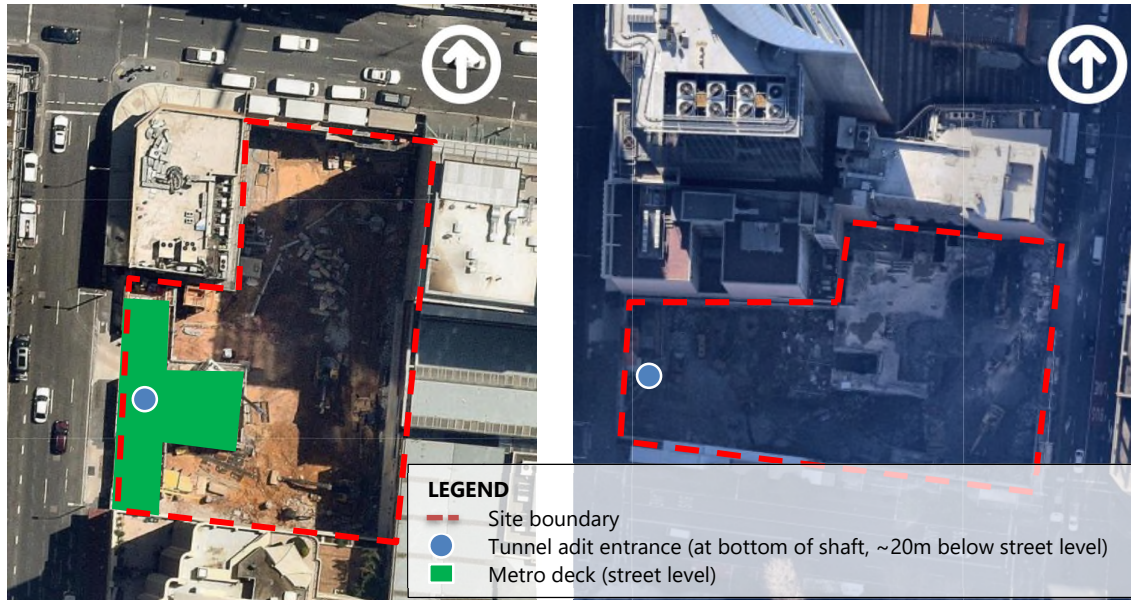 LEGEND
Site boundary
Tunnel adit entrance (at bottom of shaft, ~20m below street level)
Metro deck (street level)